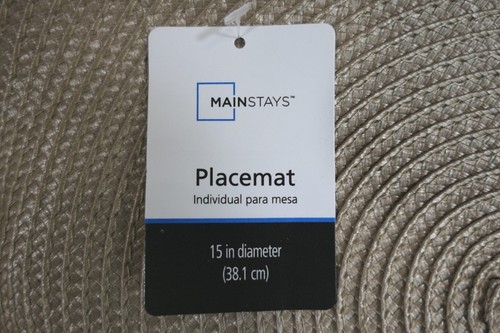 MAINSTAYS™
Placemat
Individual para mesa
15 in diameter
(38.1 cm)